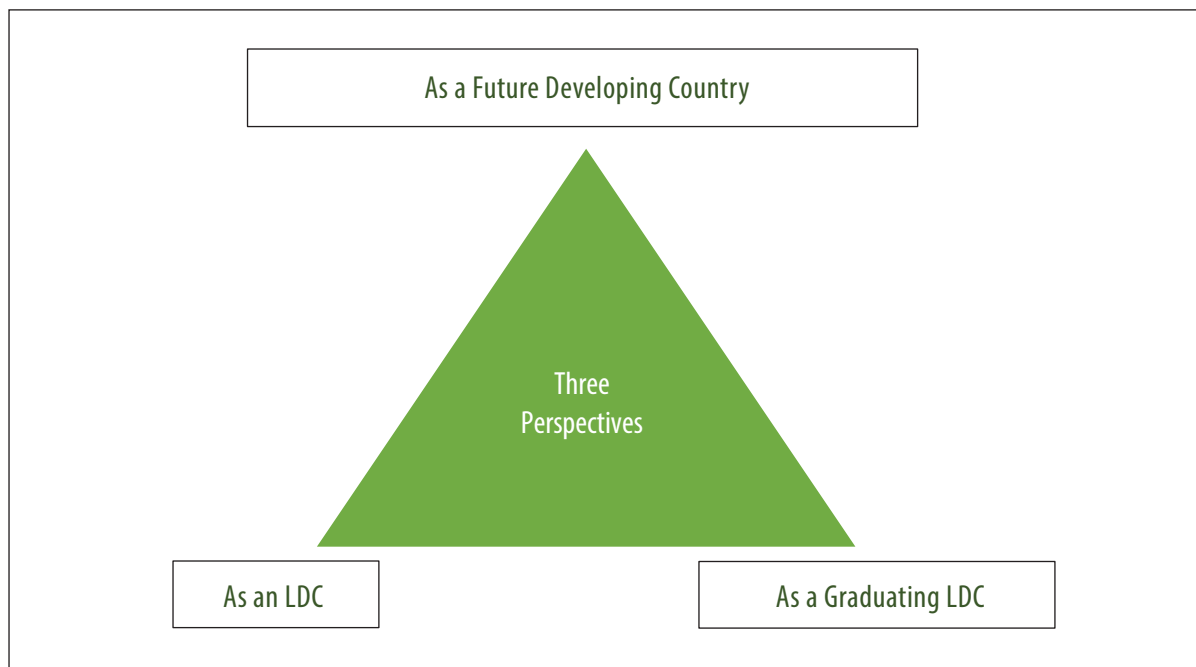 As a Future Developing Country
Three
Perspectives
As an LDC
As a Graduating LDC